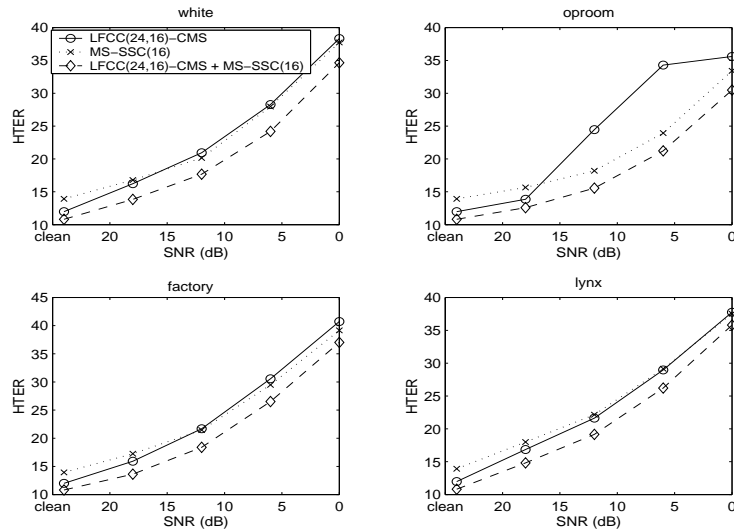 white
40
35
30
25
20
15
10
HTER
LFCC(24,16)-CMS
MS-SSC(16)
LFCC(24,16)-CMS + MS-SSC(16)
clean 20 15 10 5 0
SNR (dB)
oproom
40
35
30
25
20
15
10
HTER
clean 20 15 10 5 0
SNR (dB)
factory
45
40
35
30
25
20
15
10
HTER
clean 20 15 10 5 0
SNR (dB)
lynx
40
35
30
25
20
15
10
HTER
clean 20 15 10 5 0
SNR (dB)